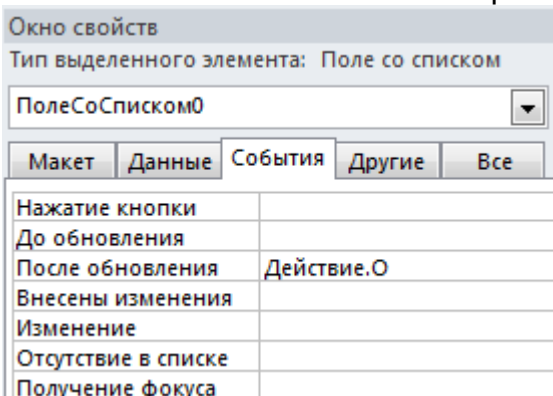 Окно свойств
Тип выделенного элемента: Поле со списком
ПолеСоСписком0
Макет Данные События Другие Все
Нажатие кнопки
До обновления
После обновления Действие.О
Внесены изменения
Изменение
Отсутствие в списке
Получение фокуса